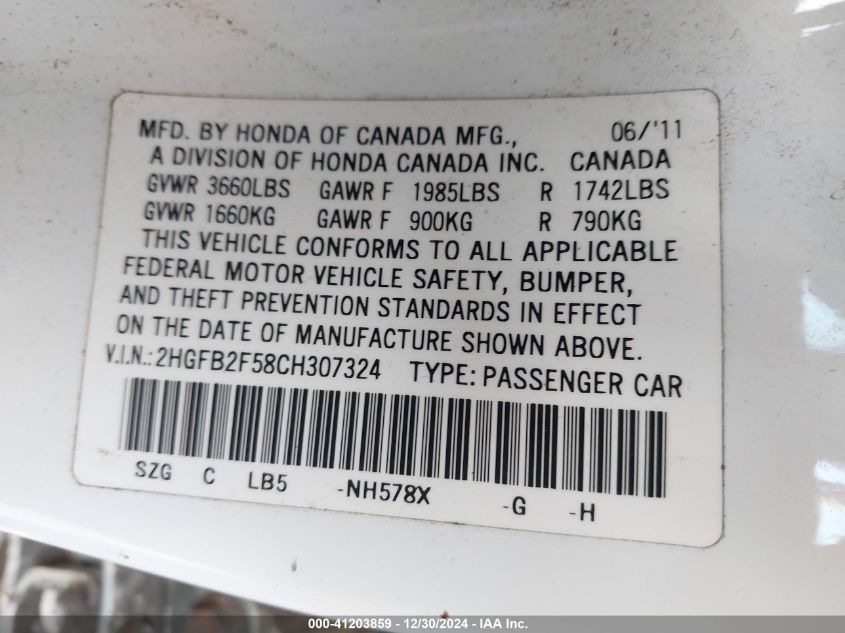 MFD. BY HONDA OF CANADA MFG., 06/'11
A DIVISION OF HONDA CANADA INC. CANADA
GVWR 3660LBS GAWR F 1985LBS R 1742LBS
GVWR 1660KG GAWR F 900KG R 790KG
THIS VEHICLE CONFORMS TO ALL APPLICABLE
FEDERAL MOTOR VEHICLE SAFETY, BUMPER,
AND THEFT PREVENTION STANDARDS IN EFFECT
ON THE DATE OF MANUFACTURE SHOWN ABOVE.
V.I.N.: 2HGFB2F58CH307324 TYPE: PASSENGER CAR
SZG C LB5 -NH578X -G -H
000-41203859 - 12/30/2024 - IAA Inc.